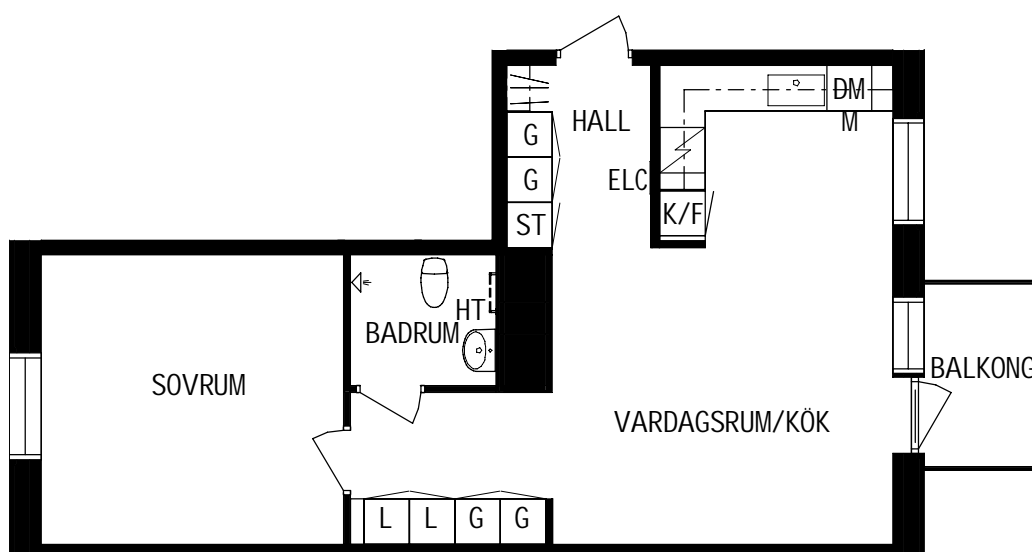 DM
M
HALL
G
G
ELC
K/F
ST
HT
BADRUM
BALKONG
SOVRUM
VARDAGSRUM/KÖK
L
L
G
G